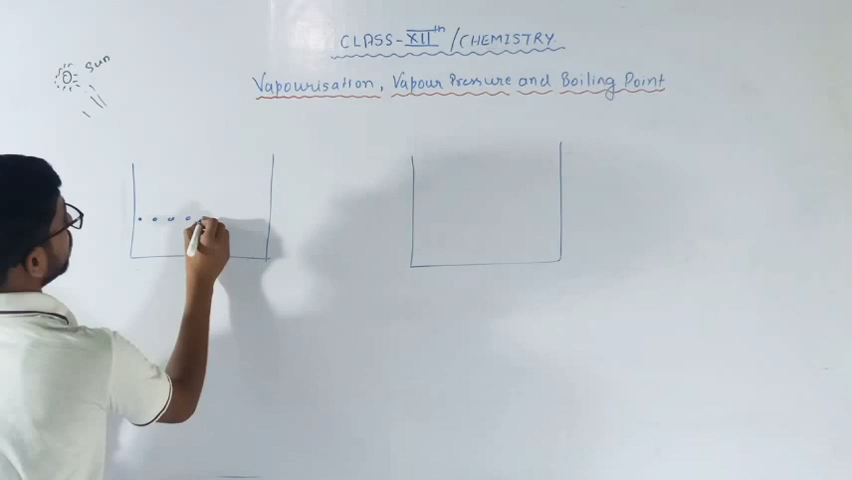 CLASS-XIIth/CHEMISTRY
Sun
Vapourisation, Vapour Pressure and Boiling Point